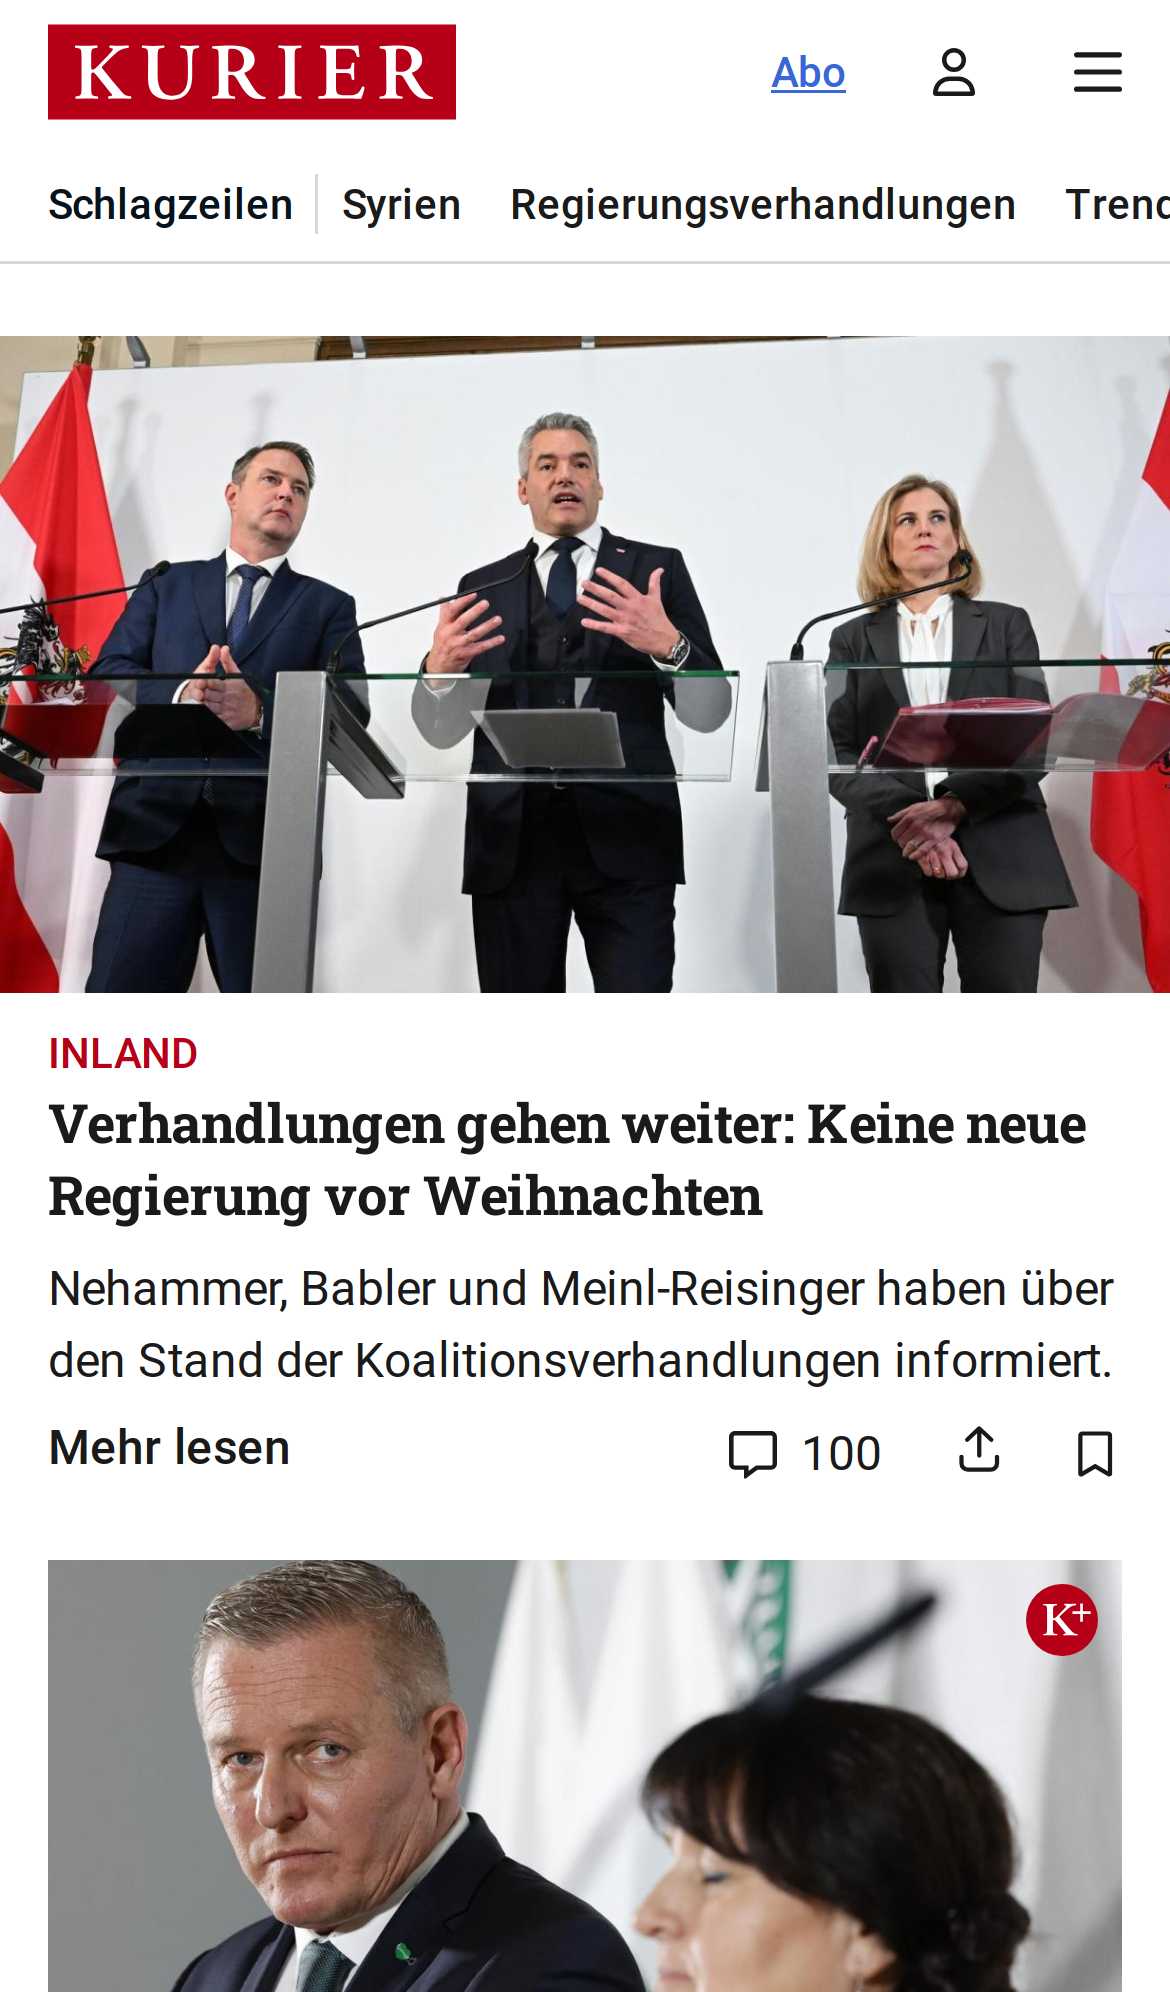 KURIER
Abo
Schlagzeilen
Syrien
Regierungsverhandlungen
Trend
INLAND
Verhandlungen gehen weiter: Keine neue
Regierung vor Weihnachten
Nehammer, Babler und Meinl-Reisinger haben über
den Stand der Koalitionsverhandlungen informiert.
Mehr lesen
100
K+